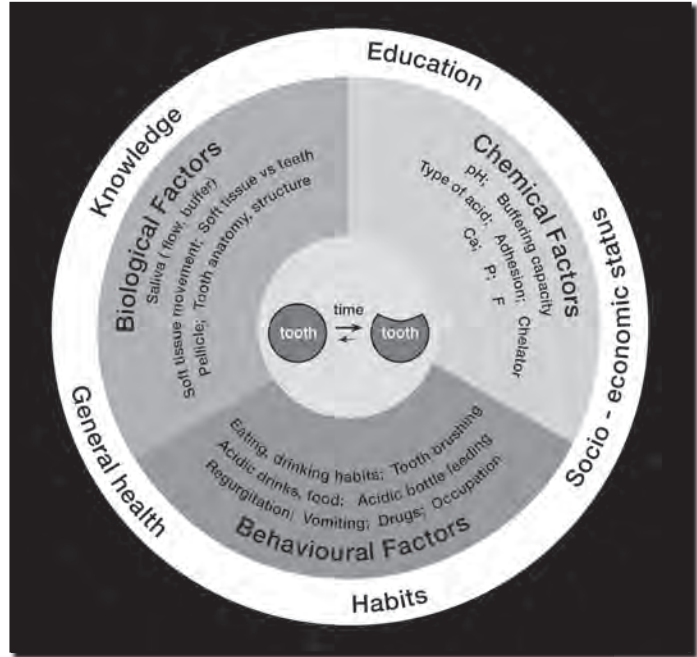 Education
Knowledge
Socio - economic status
General health
Habits
Biological Factors
Saliva ( flow, buffer)
Soft tissue movement; Soft tissue vs teeth
Pellicle; Tooth anatomy, structure
Chemical Factors
pH; Buffering capacity
Type of acid; Adhesion; Chelator
Ca; P; F
time
tooth
tooth
Eating, drinking habits; Tooth brushing
Acidic drinks, food; Acidic bottle feeding
Regurgitation; Vomiting; Drugs; Occupation
Behavioural Factors